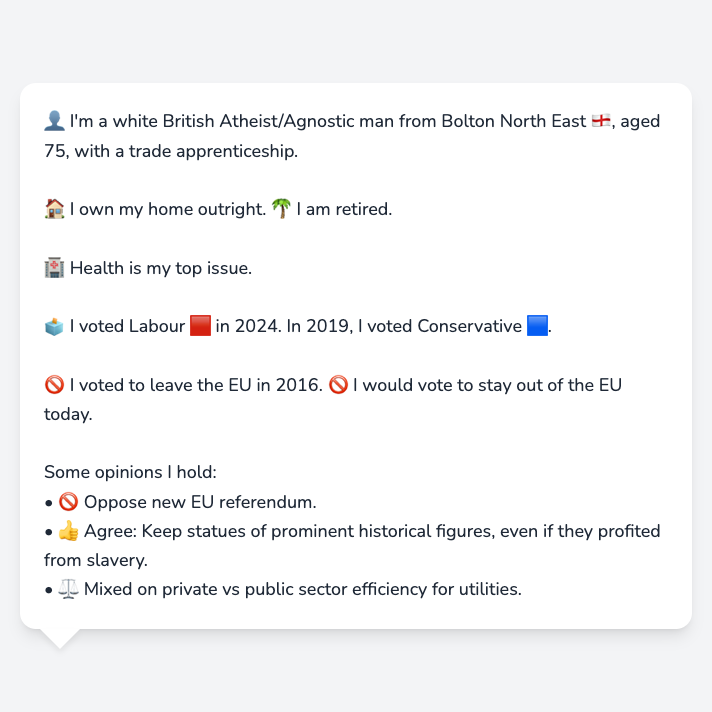 👤 I'm a white British Atheist/Agnostic man from Bolton North East 🏴󠁧󠁢󠁥󠁮󠁧󠁿, aged
75, with a trade apprenticeship.
🏠 I own my home outright. 🌴 I am retired.
🏥 Health is my top issue.
🗳️ I voted Labour 🟥 in 2024. In 2019, I voted Conservative 🟦.
🚫 I voted to leave the EU in 2016. 🚫 I would vote to stay out of the EU
today.
Some opinions I hold:
• 🚫 Oppose new EU referendum.
• 👍 Agree: Keep statues of prominent historical figures, even if they profited
from slavery.
• ⚖️ Mixed on private vs public sector efficiency for utilities.